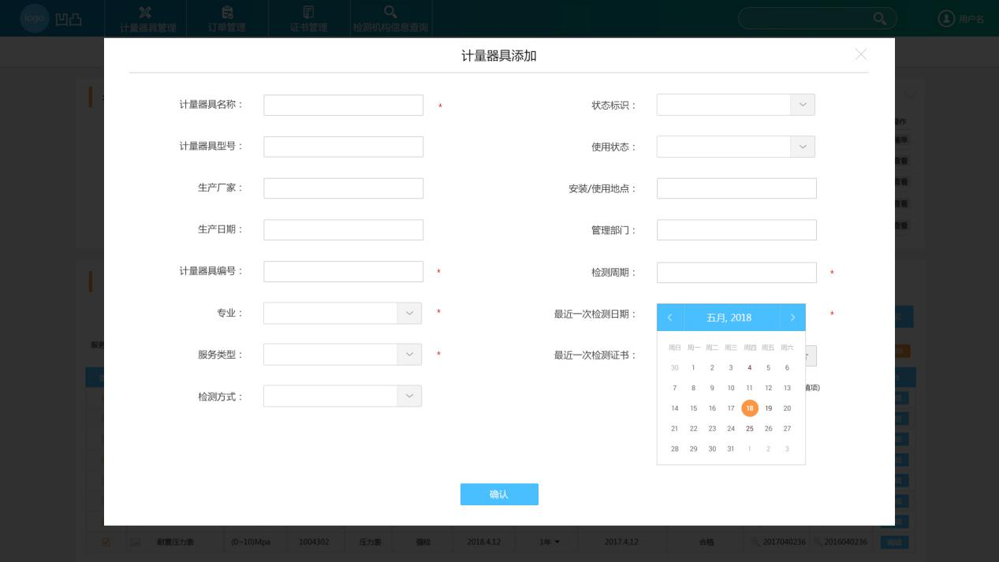 logo 凹凸 计量器具管理 订单管理 证书管理 检测机构信息查询 用户名
计量器具添加
计量器具名称： * 状态标识：
计量器具型号： 使用状态：
生产厂家： 安装/使用地点：
生产日期： 管理部门：
计量器具编号： * 检测周期： *
专业： * 最近一次检测日期： *
服务类型： * 最近一次检测证书：
检测方式：
五月, 2018
周日 周一 周二 周三 周四 周五 周六
30 1 2 3 4 5 6
7 8 9 10 11 12 13
14 15 16 17 18 19 20
21 22 23 24 25 26 27
28 29 30 31 1 2 3
填项)
确认
操作
查看
查看
查看
查看
服务
耐震压力表 (0~10)Mpa 1004302 压力表 强检 2018.4.12 1年 2017.4.12 合格 2017040236 2016040236 编辑